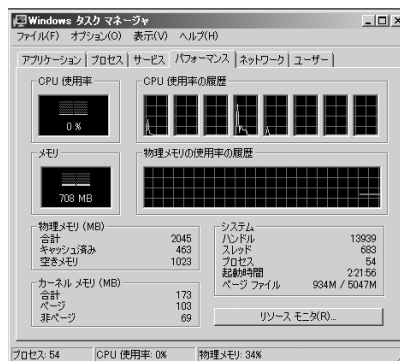 Windows タスク マネージャ
ファイル(F) オプション(O) 表示(V) ヘルプ(H)
アプリケーション プロセス サービス パフォーマンス ネットワーク ユーザー
CPU 使用率 CPU 使用率の履歴
0 %
メモリ 物理メモリの使用率の履歴
708 MB
物理メモリ (MB)
合計 2045
キャッシュ済み 463
空きメモリ 1023
カーネル メモリ (MB)
合計 173
ページ 103
非ページ 69
システム
ハンドル 13939
スレッド 683
プロセス 54
起動時間 2:21:56
ページ ファイル 934M / 5047M
リソース モニタ(R)...
プロセス: 54 CPU 使用率: 0% 物理メモリ: 34%